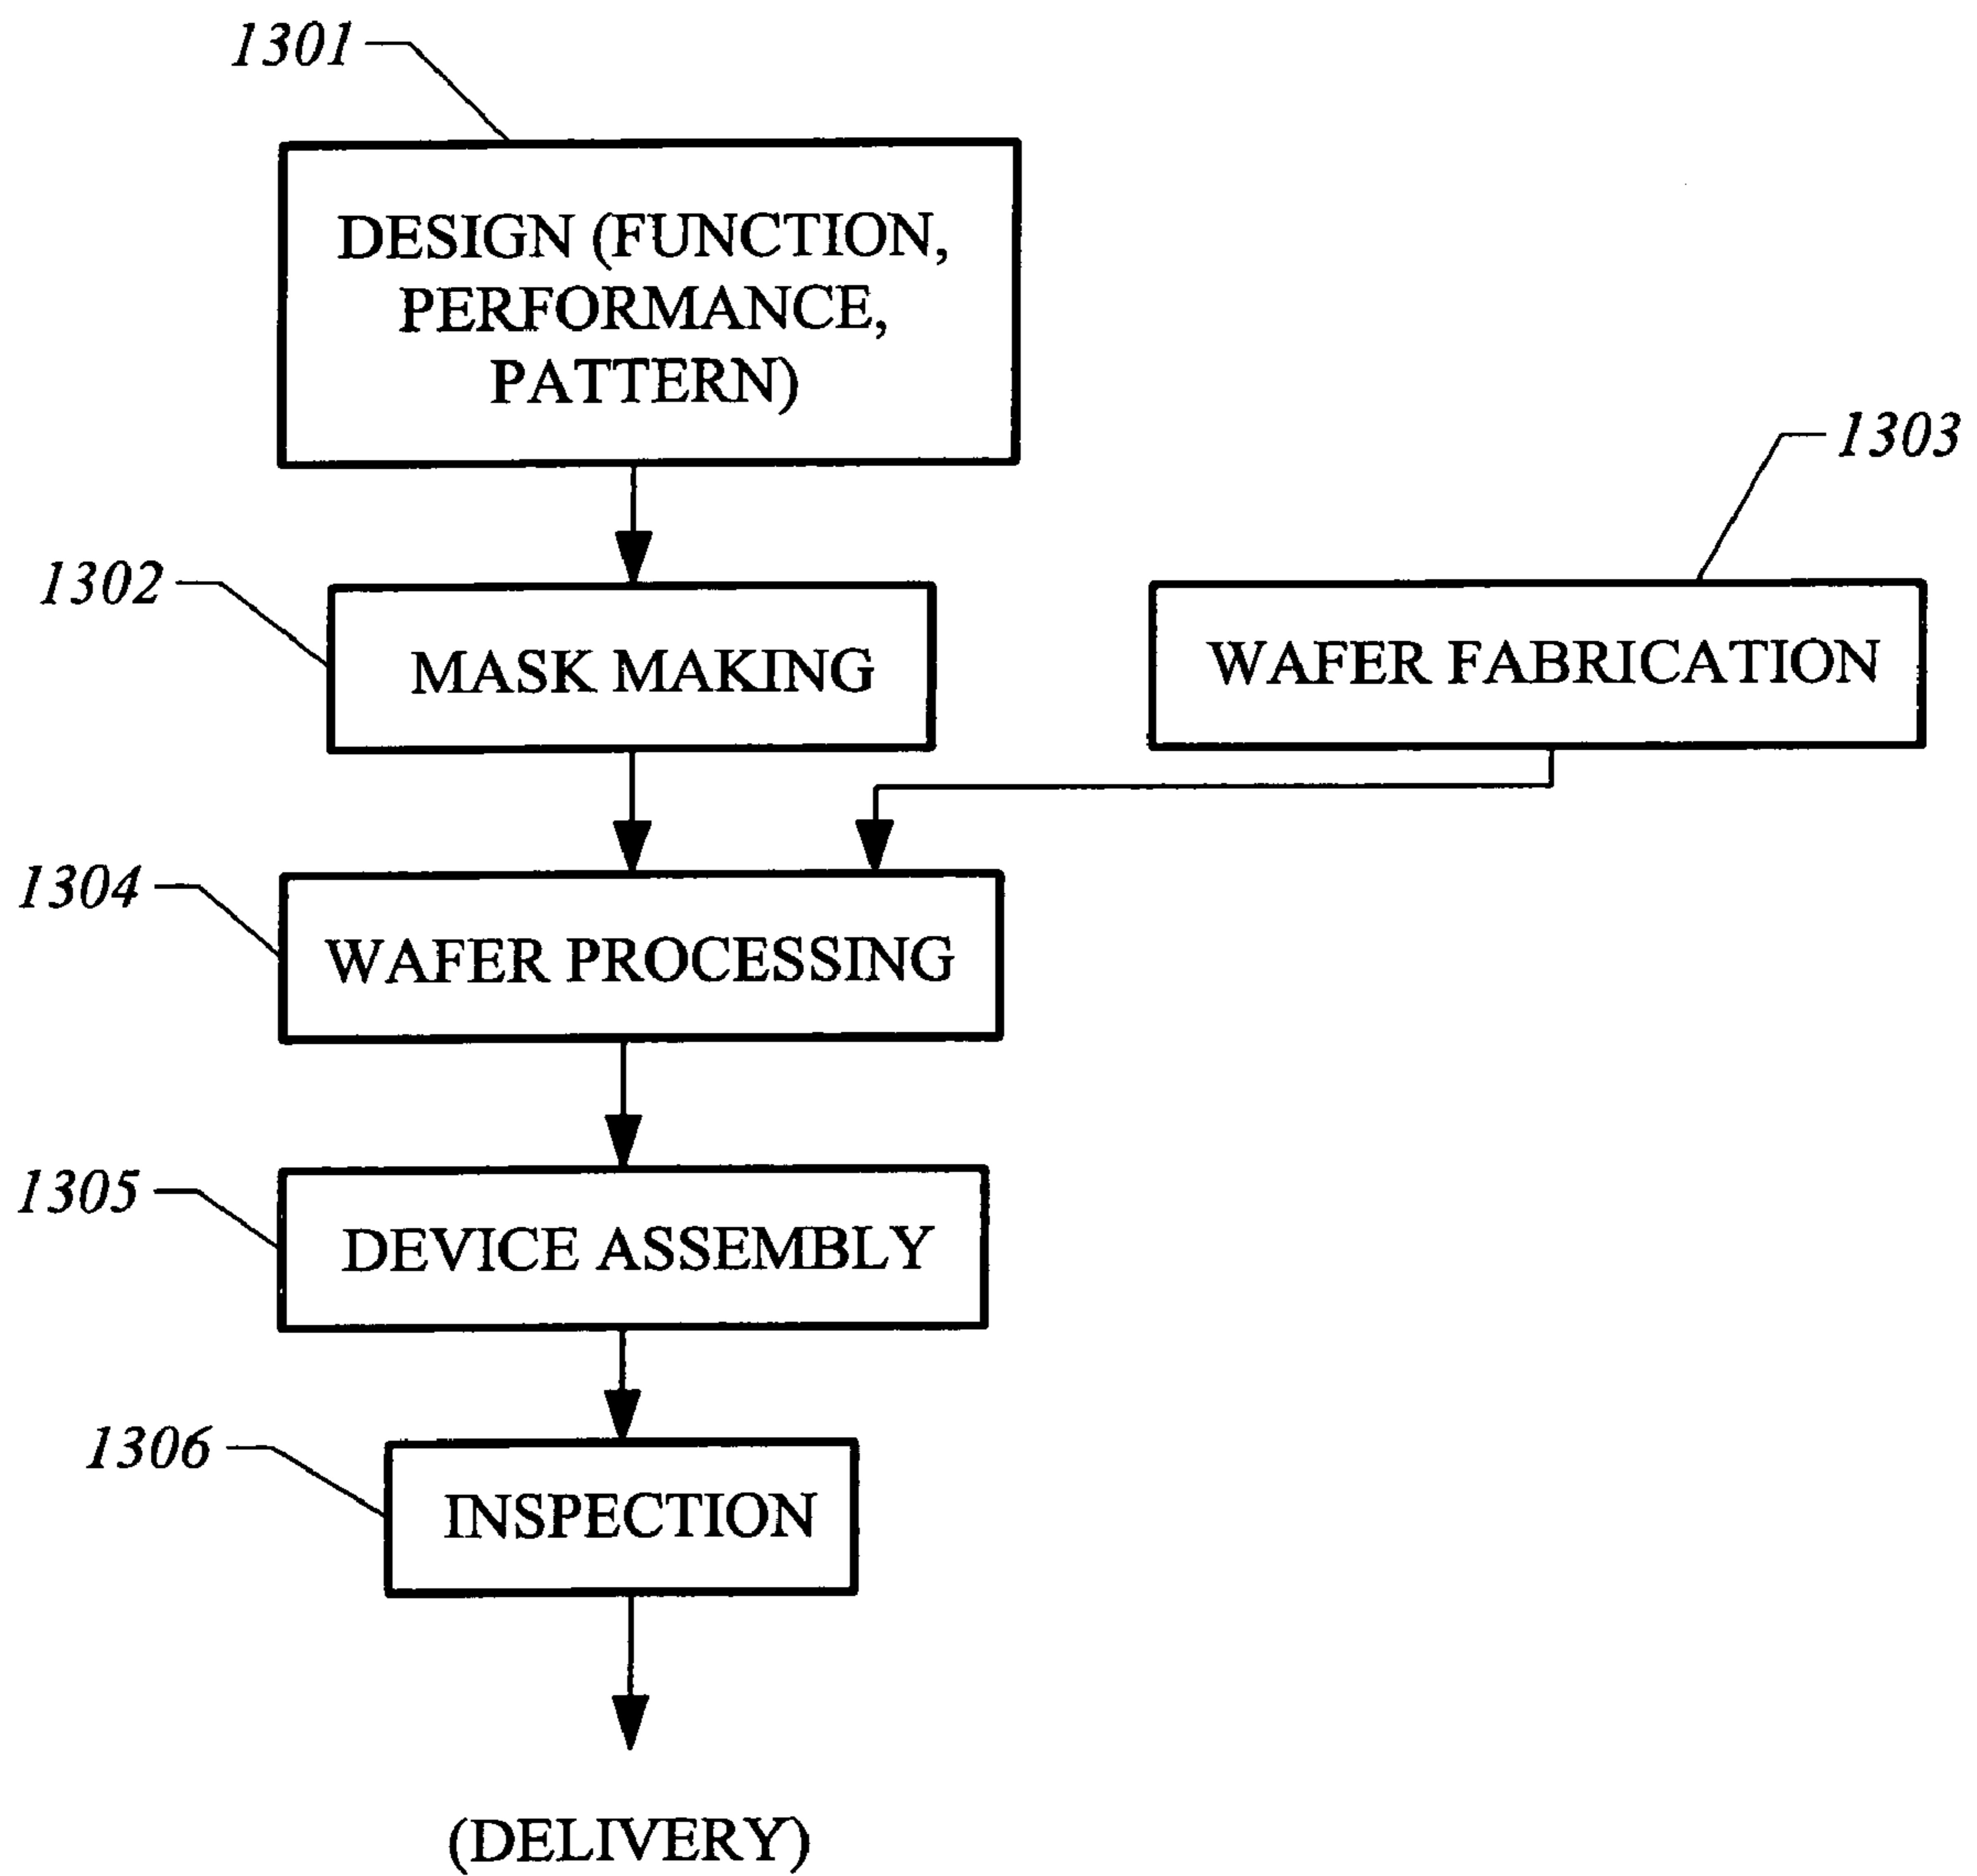 1301
DESIGN (FUNCTION,
PERFORMANCE,
PATTERN)
1303
1302
MASK MAKING
WAFER FABRICATION
1304
WAFER PROCESSING
1305
DEVICE ASSEMBLY
1306
INSPECTION
(DELIVERY)